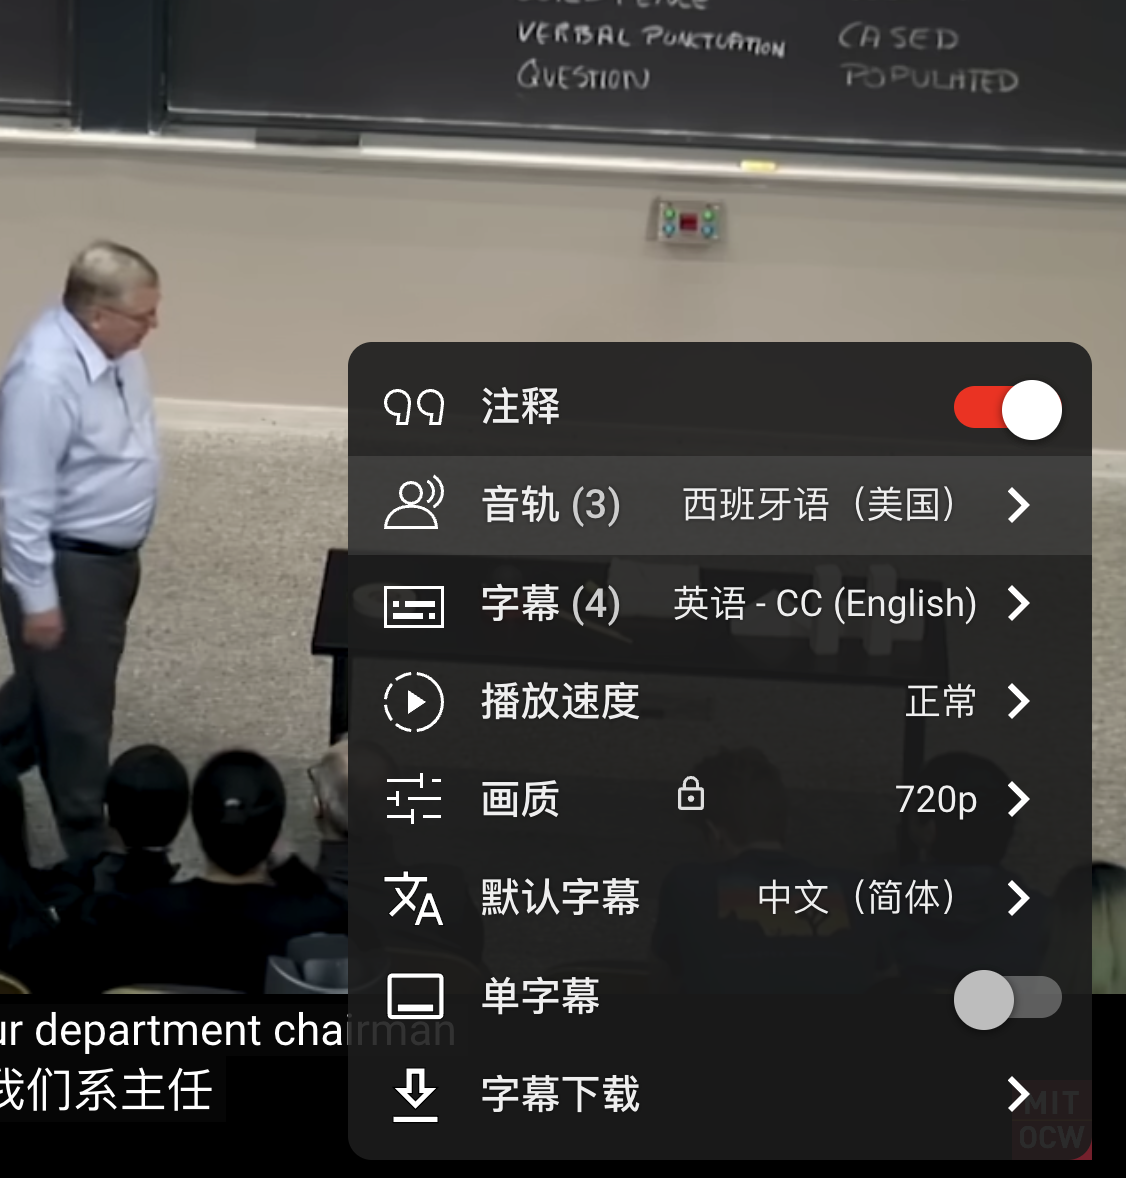 VERBAL PUNCTUATION
QUESTION
CASED
POPULATED
注释
音轨 (3) 西班牙语（美国）
字幕 (4) 英语 - CC (English)
播放速度 正常
画质 720p
默认字幕 中文（简体）
单字幕
字幕下载
ur department chairman
我们系主任
MIT
OCW